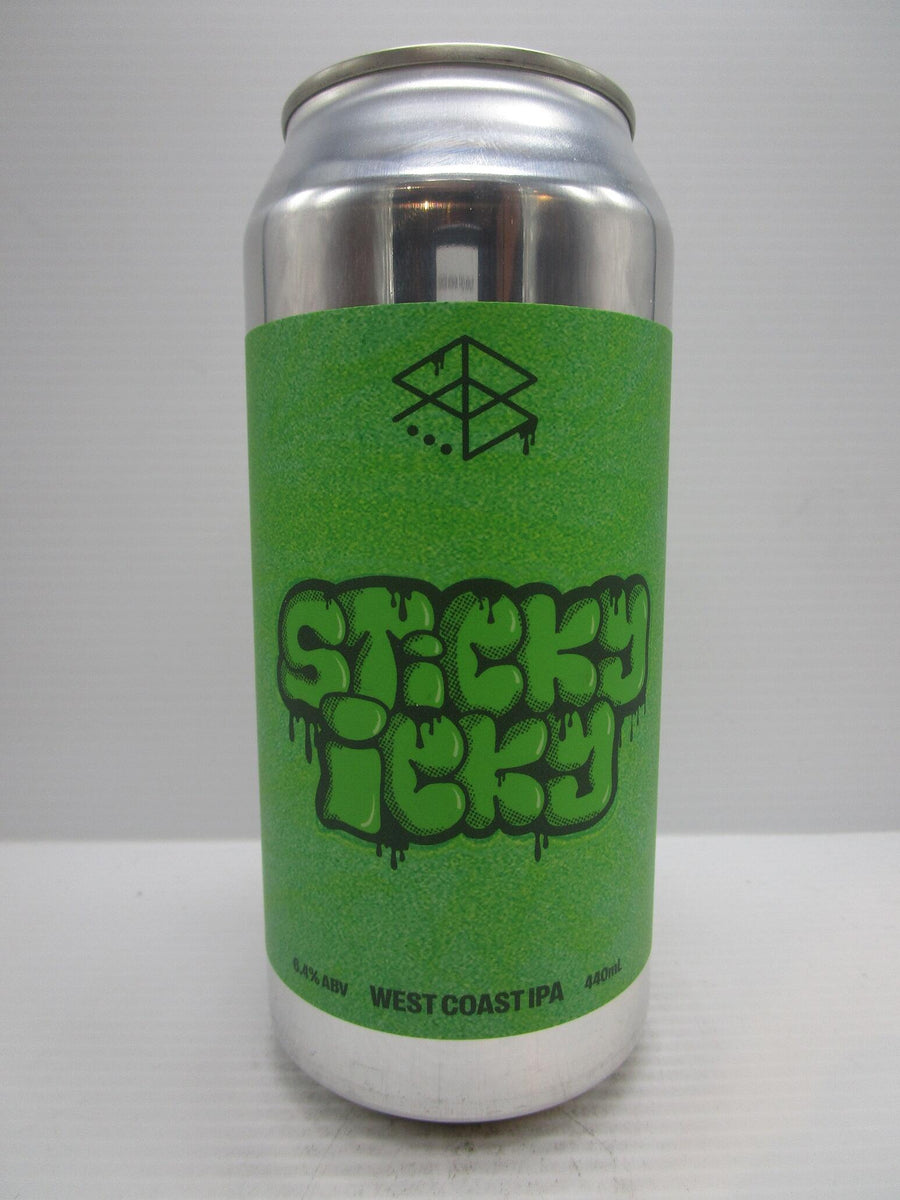 STiCKY
iCKY
6.4% ABV WEST COAST IPA 440mL